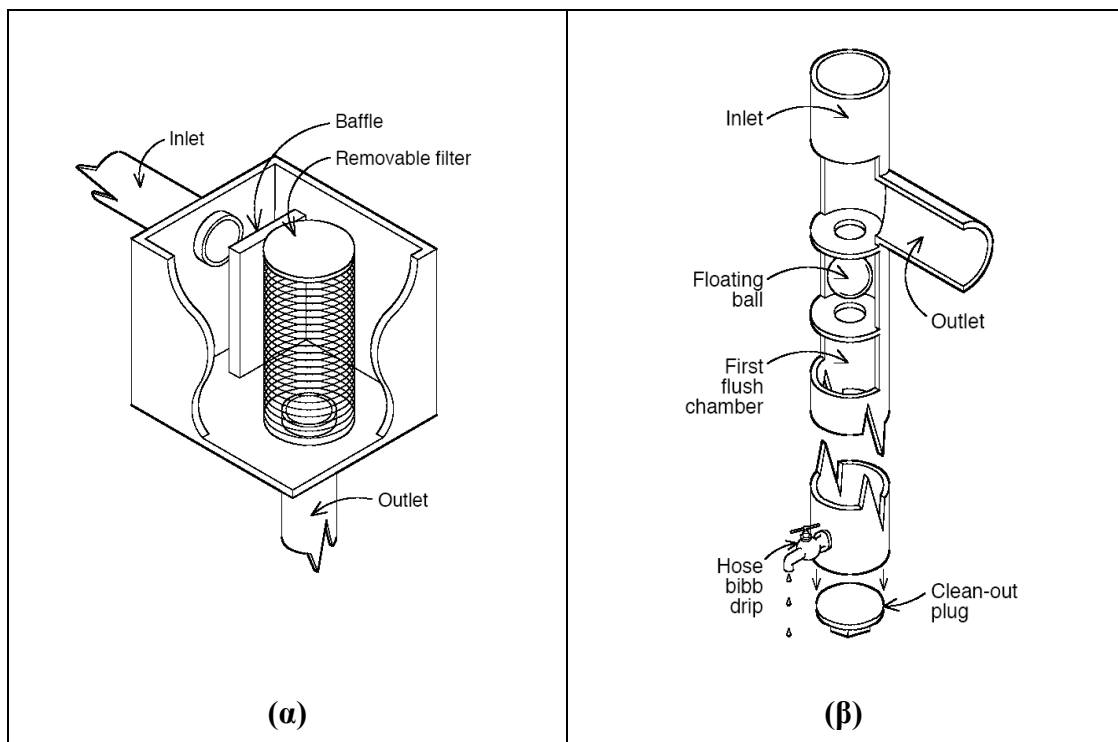 Inlet
Baffle
Removable filter
Outlet
(α)
Inlet
Floating
ball
Outlet
First
flush
chamber
Hose
bibb
drip
Clean-out
plug
(β)